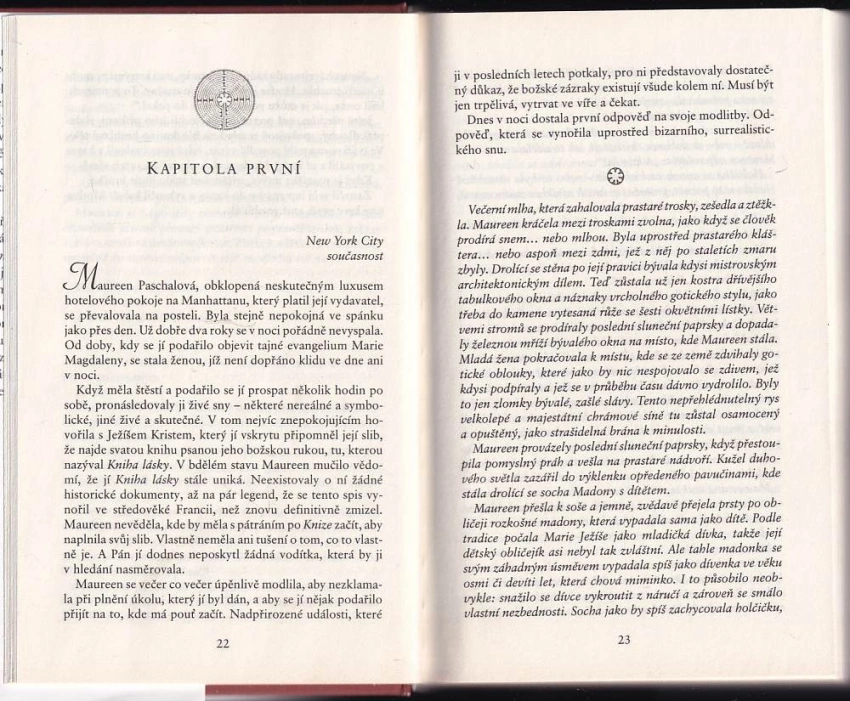 KAPITOLA PRVNÍ
New York City
současnost
Maureen Paschalová, obklopená neskutečným luxusem
hotelového pokoje na Manhattanu, který platil její vydavatel,
se převalovala na posteli. Byla stejně nepokojná ve spánku
jako přes den. Už dobře dva roky se v noci pořádně nevyspala.
Od doby, kdy se jí podařilo objevit tajné evangelium Marie
Magdaleny, se stala ženou, jíž není dopřáno klidu ve dne ani
v noci.
Když měla štěstí a podařilo se jí prospat několik hodin po
sobě, pronásledovaly ji živé sny – některé nereálné a symbo-
lické, jiné živé a skutečné. V tom nejvíc znepokojujícím ho-
vořila s Ježíšem Kristem, který jí vskrytu připomněl její slib,
že najde svatou knihu psanou jeho božskou rukou, tu, kterou
nazýval Kniha lásky. V bdělém stavu Maureen mučilo vědo-
mí, že jí Kniha lásky stále uniká. Neexistovaly o ní žádné
historické dokumenty, až na pár legend, že se tento spis vy-
nořil ve středověké Francii, než znovu definitivně zmizel.
Maureen nevěděla, kde by měla s pátráním po Knize začít, aby
naplnila svůj slib. Vlastně neměla ani tušení o tom, co to vlast-
ně je. A Pán jí dodnes neposkytl žádná vodítka, která by ji
v hledání nasměrovala.
Maureen se večer co večer úpěnlivě modlila, aby nezklama-
la při plnění úkolu, který jí byl dán, a aby se jí nějak podařilo
přijít na to, kde má pouť začít. Nadpřirozené události, které
22
ji v posledních letech potkaly, pro ni představovaly dostateč-
ný důkaz, že božské zázraky existují všude kolem ní. Musí být
jen trpělivá, vytrvat ve víře a čekat.
Dnes v noci dostala první odpověď na svoje modlitby. Od-
pověď, která se vynořila uprostřed bizarního, surrealistic-
kého snu.
Večerní mlha, která zahalovala prastaré trosky, zešedla a ztěžk-
la. Maureen kráčela mezi troskami zvolna, jako když se člověk
prodírá snem… nebo mlhou. Byla uprostřed prastarého kláš-
tera… nebo aspoň mezi zdmi, jež z něj po staletích zmaru
zbyly. Drolící se stěna po její pravici bývala kdysi mistrovským
architektonickým dílem. Teď zůstala už jen kostra dřívějšího
tabulkového okna a náznaky vrcholného gotického stylu, jako
třeba do kamene vytesaná růže se šesti okvětními lístky. Vět-
vemi stromů se prodíraly poslední sluneční paprsky a dopada-
ly železnou mříží bývalého okna na místo, kde Maureen stála.
Mladá žena pokračovala k místu, kde se ze země zdvihaly go-
tické oblouky, které jako by nic nespojovalo se zdivem, jež
kdysi podpíraly a jež se v průběhu času dávno vydrolilo. Byly
to jen zlomky bývalé, zašlé slávy. Tento nepřehlédnutelný rys
velkolepé a majestátní chrámové síně tu zůstal osamocený
a opuštěný, jako strašidelná brána k minulosti.
Maureen provázely poslední sluneční paprsky, když přestou-
pila pomyslný práh a vešla na prastaré nádvoří. Kužel duho-
vého světla zazářil do výklenku opředeného pavučinami, kde
stála drolící se socha Madony s dítětem.
Maureen přešla k soše a jemně, zvědavě přejela prsty po ob-
ličeji rozkošné madony, která vypadala sama jako dítě. Podle
tradice počala Marie Ježíše jako mladičká dívka, takže její
dětský obličejík asi nebyl tak zvláštní. Ale tahle madonka se
svým záhadným úsměvem vypadala spíš jako dívenka ve věku
osmi či devíti let, která chová miminko. I to působilo neob-
vykle: snažilo se dívce vykroutit z náručí a zároveň se smálo
vlastní nezbednosti. Socha jako by spíš zachycovala holčičku,
23